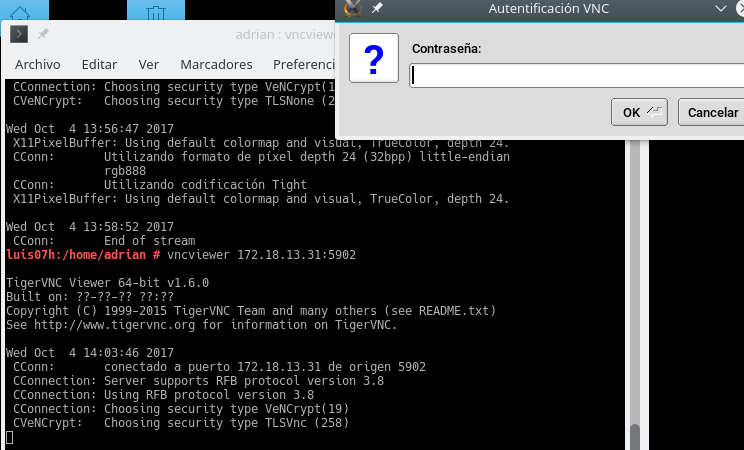 Autentificación VNC
adrian : vncviewe
Archivo Editar Ver Marcadores Preferenci
Contraseña:
?
OK Cancelar
CConnection: Choosing security type VeNCrypt(1
CVeNCrypt: Choosing security type TLSNone (2
Wed Oct 4 13:56:47 2017
X11PixelBuffer: Using default colormap and visual, TrueColor, depth 24.
CConn: Utilizando formato de píxel depth 24 (32bpp) little-endian
rgb888
CConn: Utilizando codificación Tight
X11PixelBuffer: Using default colormap and visual, TrueColor, depth 24.
Wed Oct 4 13:58:52 2017
CConn: End of stream
luis07h:/home/adrian # vncviewer 172.18.13.31:5902
TigerVNC Viewer 64-bit v1.6.0
Built on: ??-??-?? ??:??
Copyright (C) 1999-2015 TigerVNC Team and many others (see README.txt)
See http://www.tigervnc.org for information on TigerVNC.
Wed Oct 4 14:03:46 2017
CConn: conectado a puerto 172.18.13.31 de origen 5902
CConnection: Server supports RFB protocol version 3.8
CConnection: Using RFB protocol version 3.8
CConnection: Choosing security type VeNCrypt(19)
CVeNCrypt: Choosing security type TLSVnc (258)